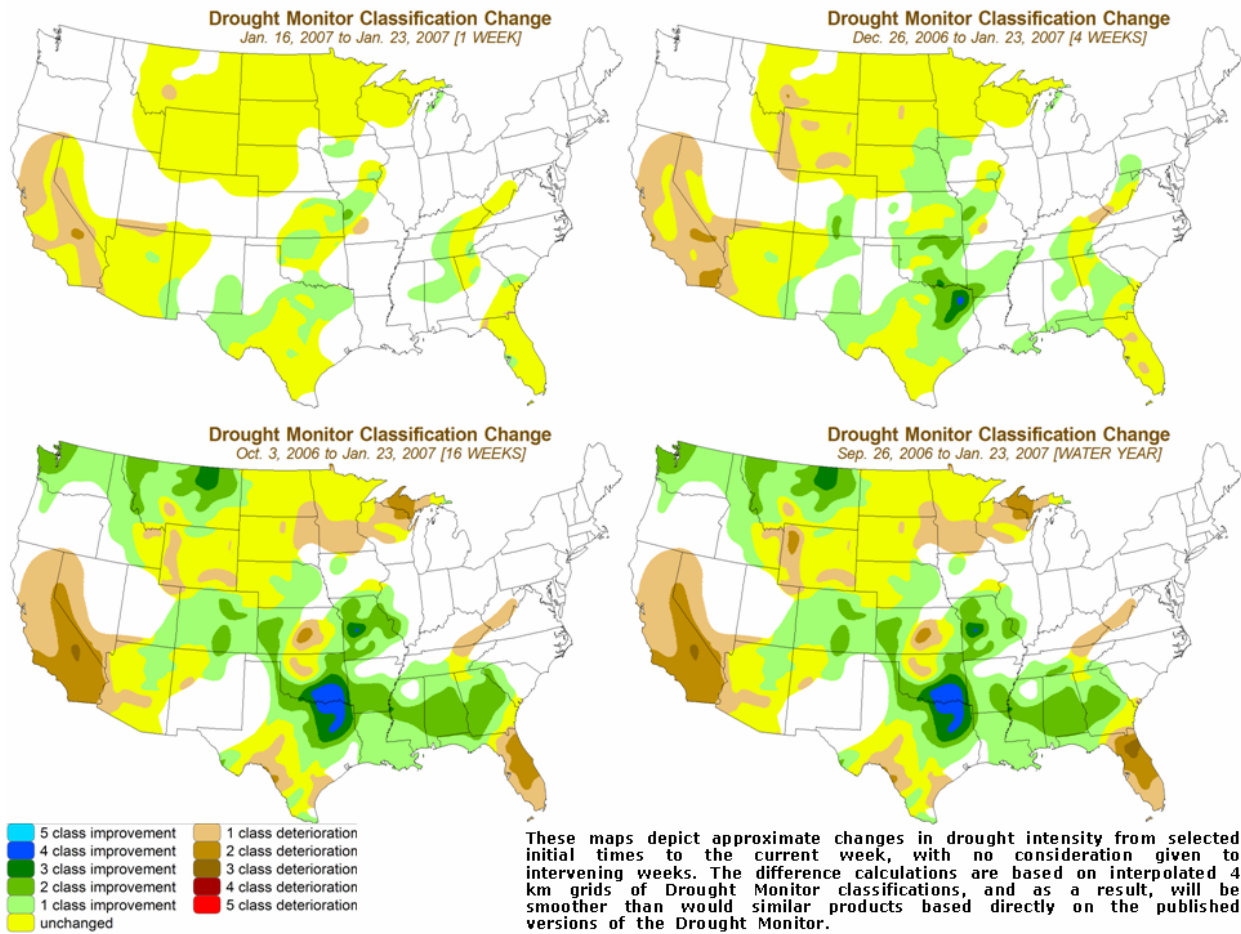 Drought Monitor Classification Change
Jan. 16, 2007 to Jan. 23, 2007 [1 WEEK]
Drought Monitor Classification Change
Dec. 26, 2006 to Jan. 23, 2007 [4 WEEKS]
Drought Monitor Classification Change
Oct. 3, 2006 to Jan. 23, 2007 [16 WEEKS]
Drought Monitor Classification Change
Sep. 26, 2006 to Jan. 23, 2007 [WATER YEAR]
5 class improvement
4 class improvement
3 class improvement
2 class improvement
1 class improvement
unchanged
1 class deterioration
2 class deterioration
3 class deterioration
4 class deterioration
5 class deterioration
These maps depict approximate changes in drought intensity from selected
initial times to the current week, with no consideration given to
intervening weeks. The difference calculations are based on interpolated 4
km grids of Drought Monitor classifications, and as a result, will be
smoother than would similar products based directly on the published
versions of the Drought Monitor.